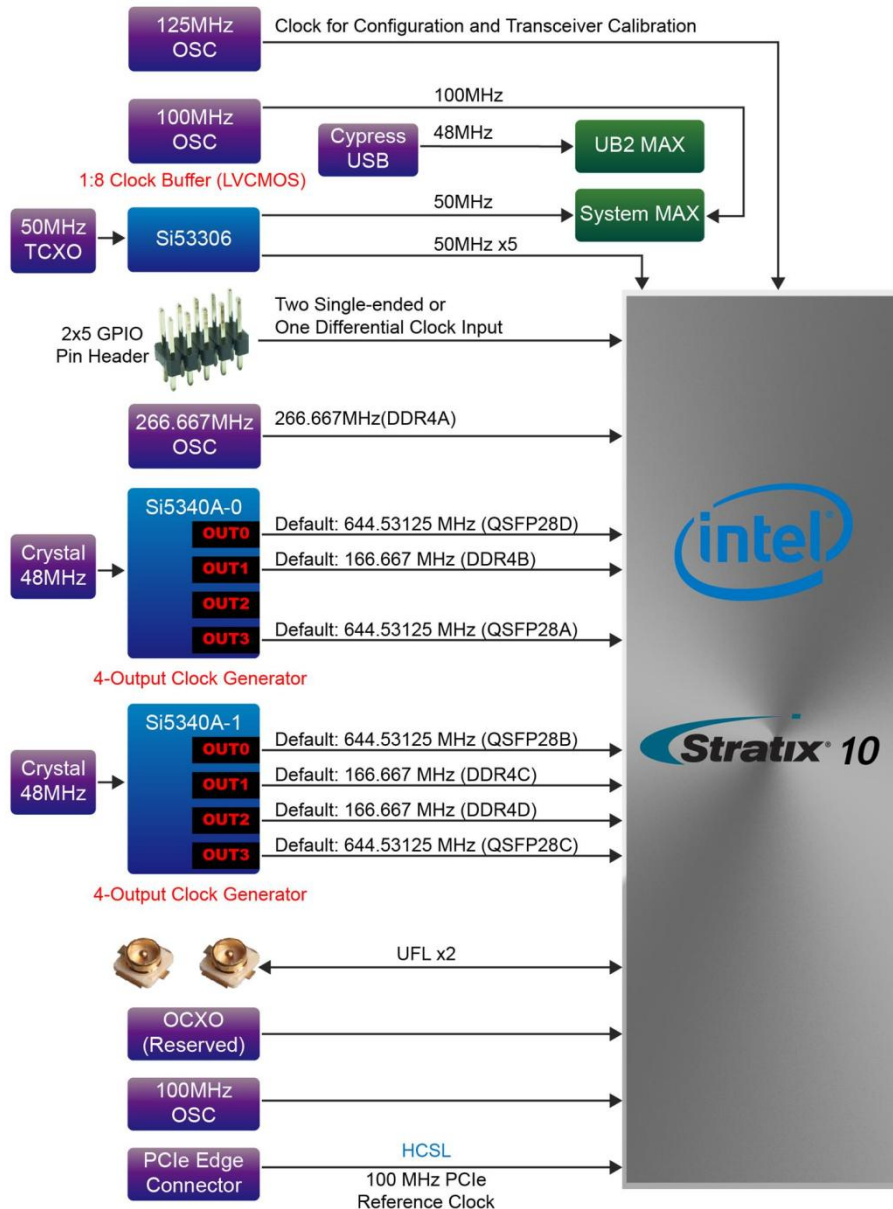 125MHz
OSC
Clock for Configuration and Transceiver Calibration
100MHz
OSC
100MHz
Cypress
USB
48MHz
UB2 MAX
1:8 Clock Buffer (LVCMOS)
50MHz
TCXO
Si53306
50MHz
System MAX
50MHz x5
2x5 GPIO
Pin Header
Two Single-ended or
One Differential Clock Input
266.667MHz
OSC
266.667MHz(DDR4A)
Si5340A-0
Crystal
48MHz
OUT0
Default: 644.53125 MHz (QSFP28D)
OUT1
Default: 166.667 MHz (DDR4B)
OUT2
OUT3
Default: 644.53125 MHz (QSFP28A)
4-Output Clock Generator
intel®
Si5340A-1
Crystal
48MHz
OUT0
Default: 644.53125 MHz (QSFP28B)
OUT1
Default: 166.667 MHz (DDR4C)
OUT2
Default: 166.667 MHz (DDR4D)
OUT3
Default: 644.53125 MHz (QSFP28C)
4-Output Clock Generator
Stratix® 10
UFL x2
OCXO
(Reserved)
100MHz
OSC
PCIe Edge
Connector
HCSL
100 MHz PCIe
Reference Clock